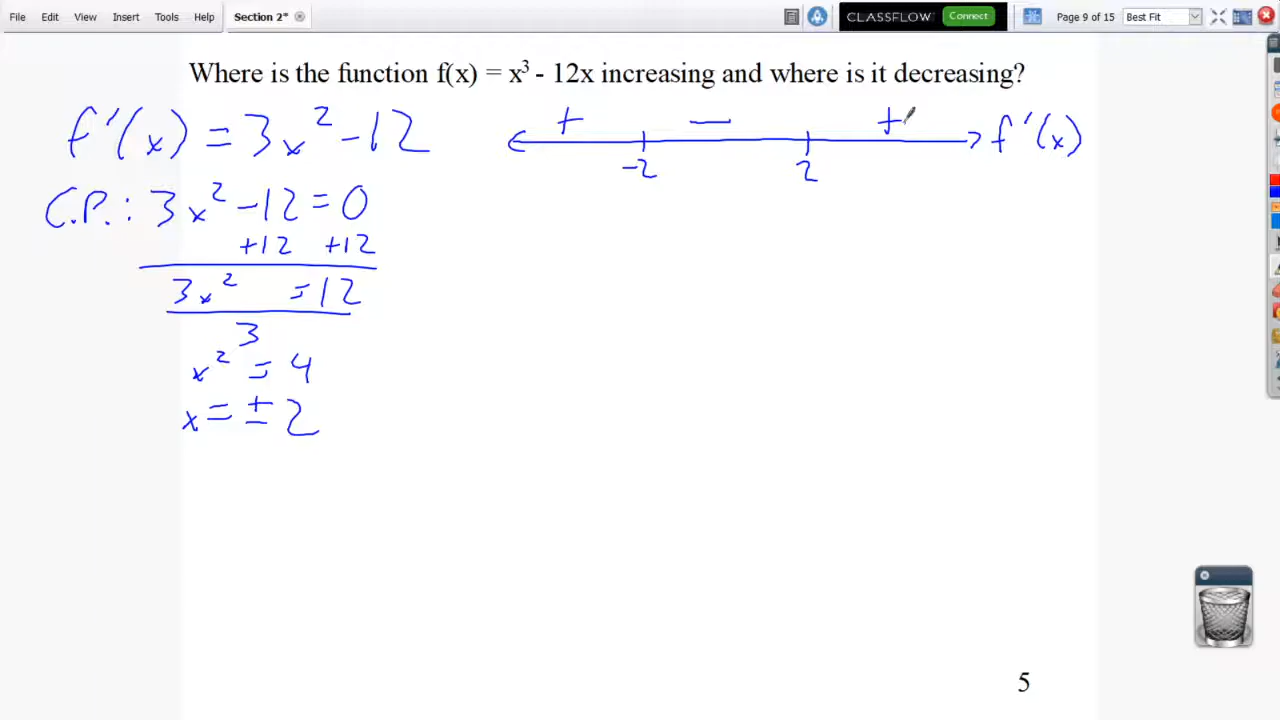 File Edit View Insert Tools Help Section 2* CLASSFLOW Connect Page 9 of 15 Best Fit
Where is the function f(x) = x³ - 12x increasing and where is it decreasing?
f'(x) = 3x² - 12
+ — +
-2 2 f'(x)
C.P.: 3x² - 12 = 0
+12 +12
3x² = 12
3
x² = 4
x = ± 2
5